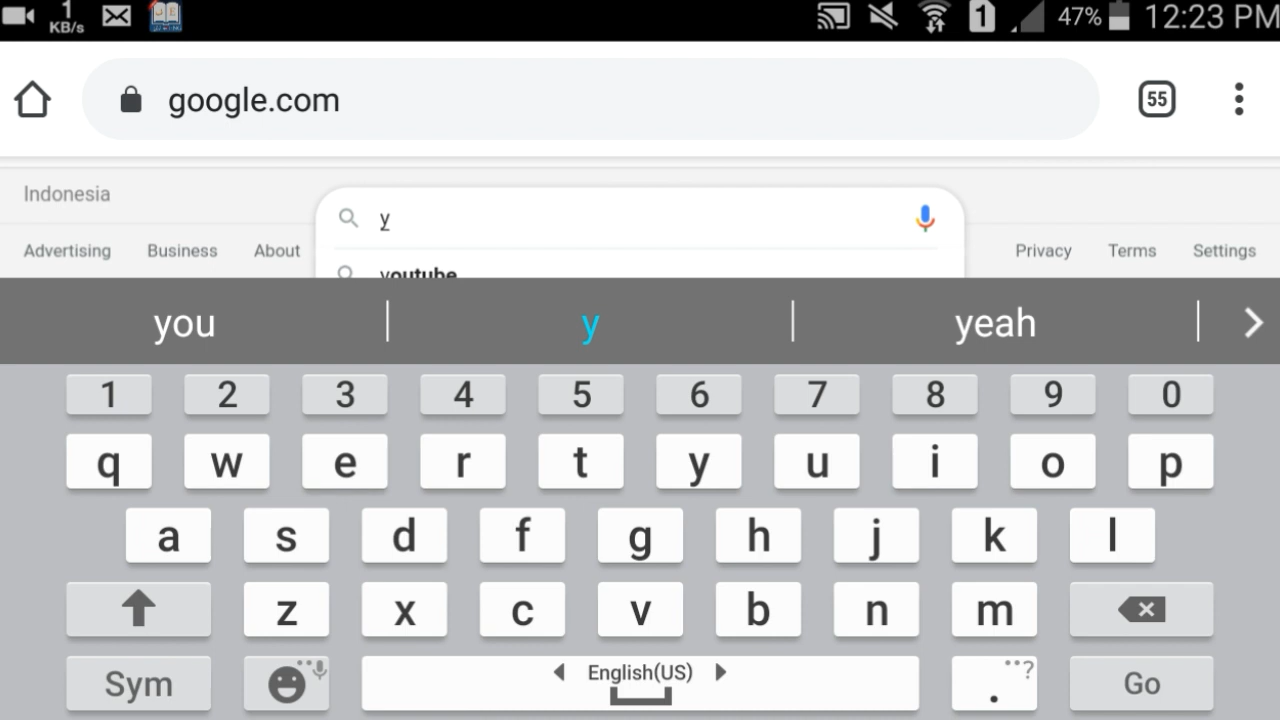 1 KB/s 1 47% 12:23 PM
google.com 55
Indonesia
y
Advertising Business About Privacy Terms Settings
youtube
you y yeah
1 2 3 4 5 6 7 8 9 0
q w e r t y u i o p
a s d f g h j k l
z x c v b n m
Sym English(US) . ? Go